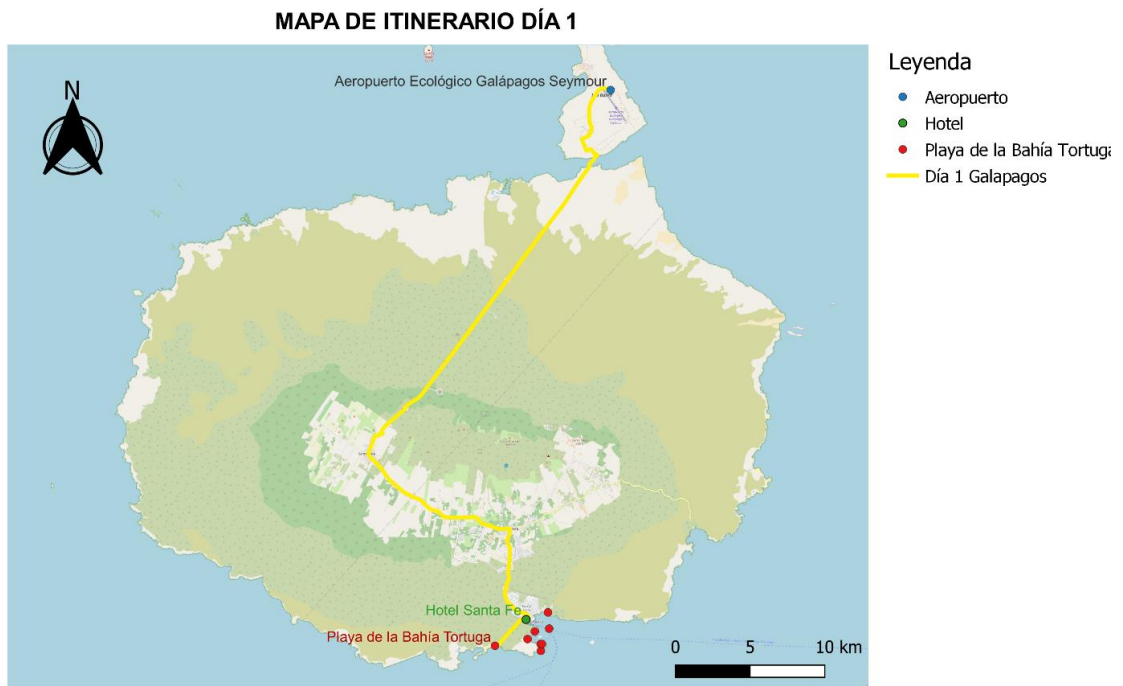 MAPA DE ITINERARIO DÍA 1
N
Aeropuerto Ecológico Galápagos Seymour
Hotel Santa Fe
Playa de la Bahía Tortuga
0 5 10 km
Leyenda
Aeropuerto
Hotel
Playa de la Bahía Tortuga
Día 1 Galapagos